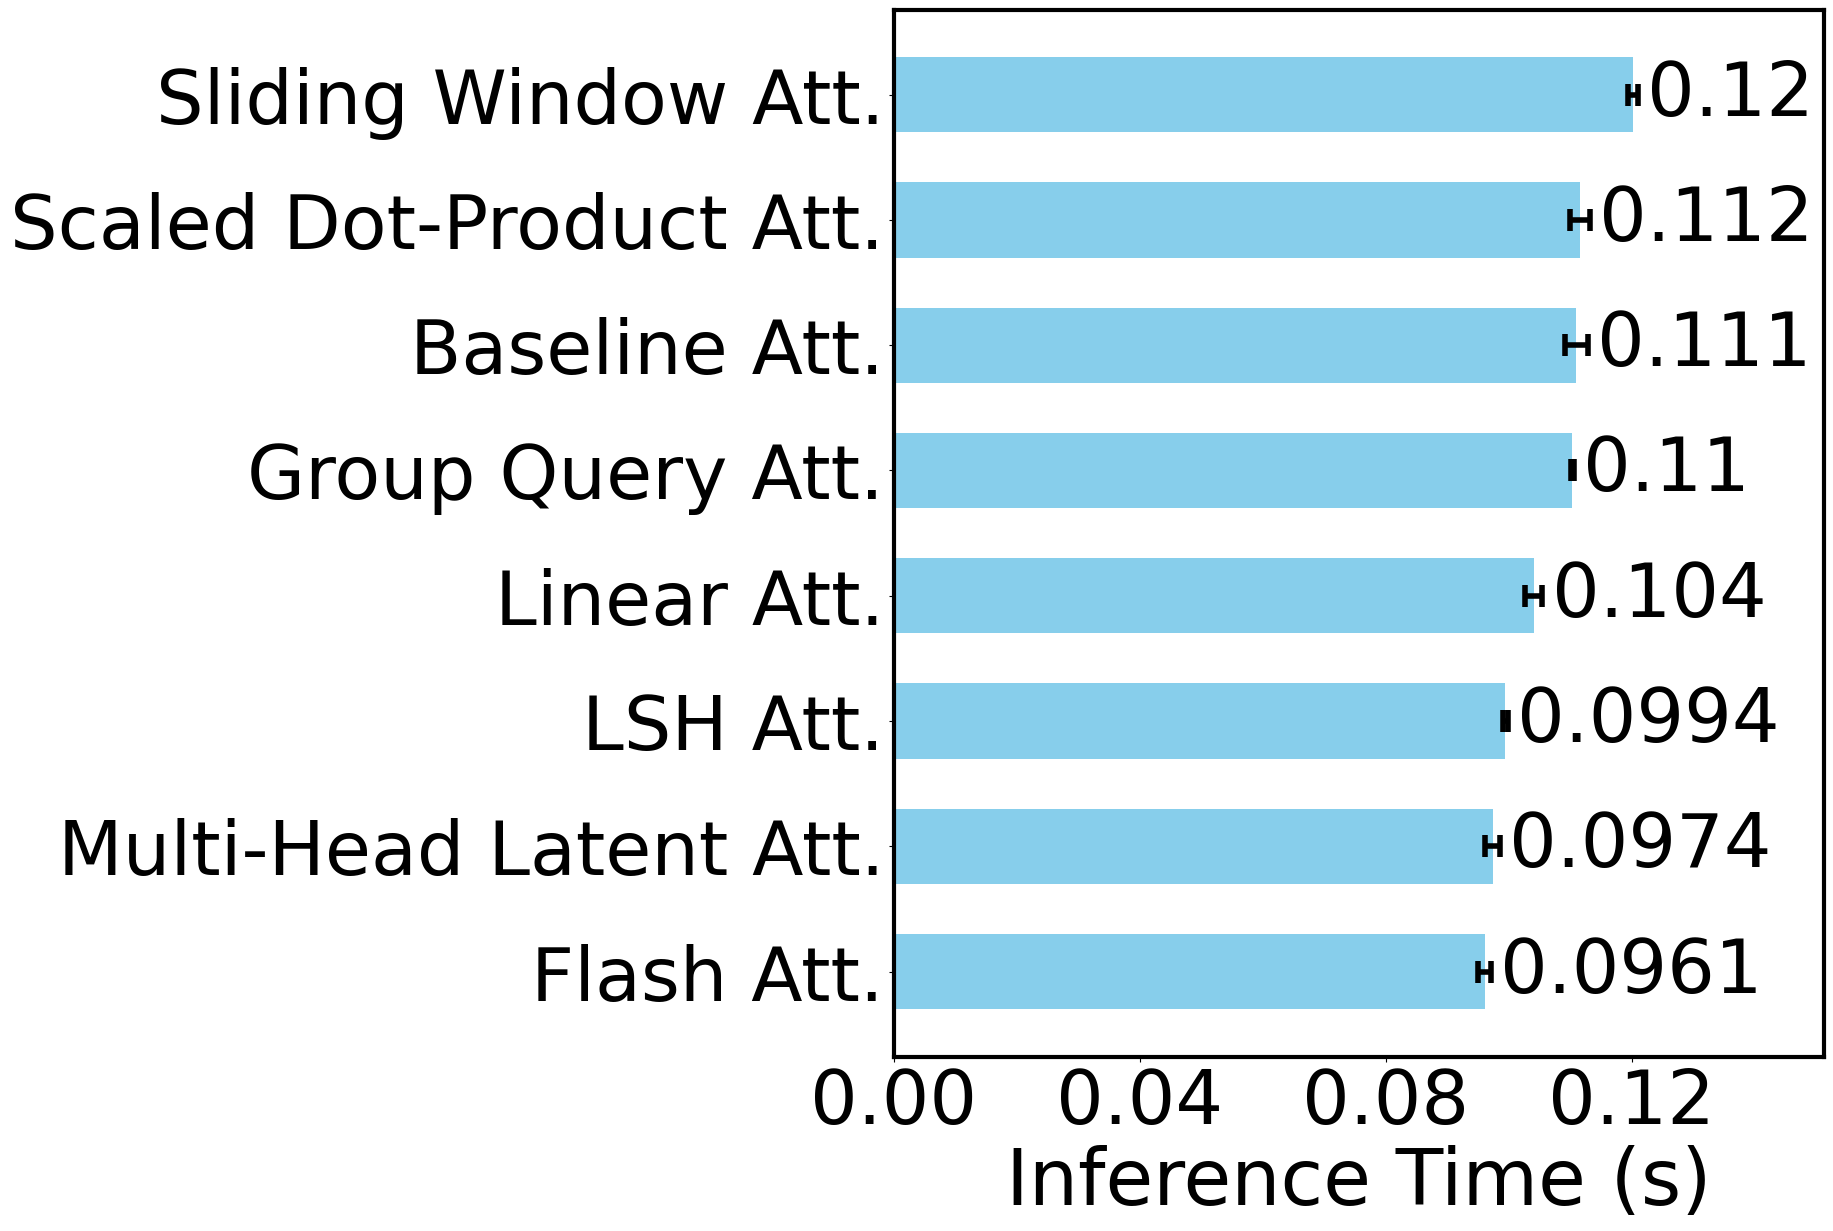 Sliding Window Att. 0.12
Scaled Dot-Product Att. 0.112
Baseline Att. 0.111
Group Query Att. 0.11
Linear Att. 0.104
LSH Att. 0.0994
Multi-Head Latent Att. 0.0974
Flash Att. 0.0961
0.00 0.04 0.08 0.12
Inference Time (s)